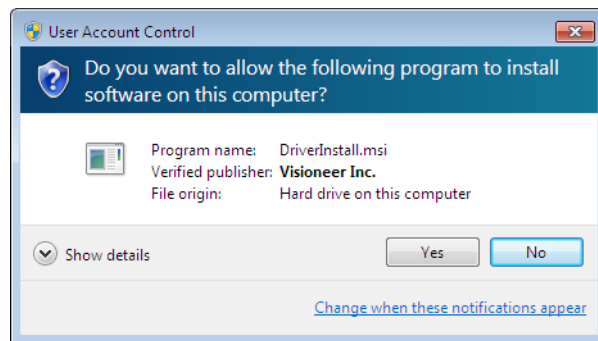 User Account Control
Do you want to allow the following program to install
software on this computer?
Program name: DriverInstall.msi
Verified publisher: Visioneer Inc.
File origin: Hard drive on this computer
Show details
Yes
No
Change when these notifications appear